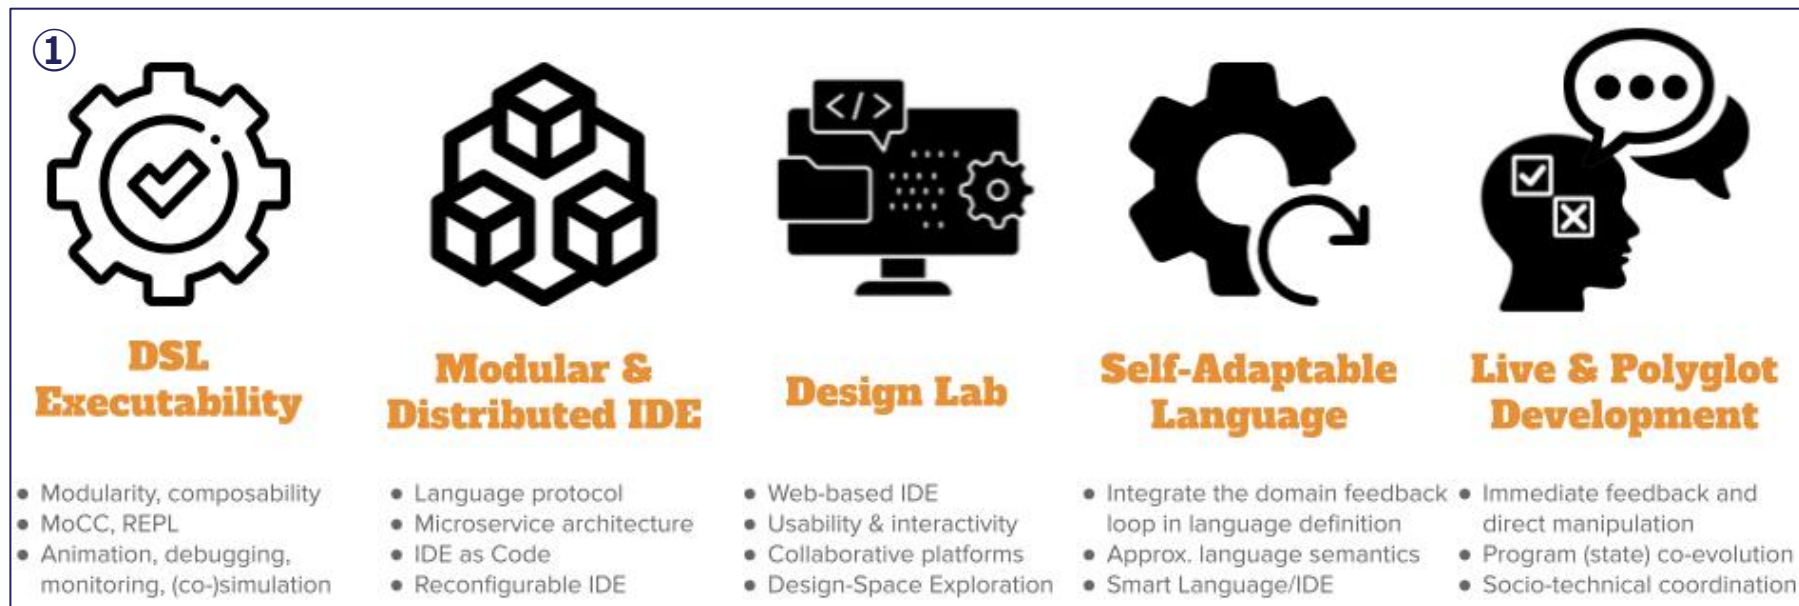 ①
</>
DSL
Executability
● Modularity, composability
● MoCC, REPL
● Animation, debugging,
monitoring, (co-)simulation
Modular &
Distributed IDE
● Language protocol
● Microservice architecture
● IDE as Code
● Reconfigurable IDE
Design Lab
● Web-based IDE
● Usability & interactivity
● Collaborative platforms
● Design-Space Exploration
Self-Adaptable
Language
● Integrate the domain feedback
loop in language definition
● Approx. language semantics
● Smart Language/IDE
Live & Polyglot
Development
● Immediate feedback and
direct manipulation
● Program (state) co-evolution
● Socio-technical coordination